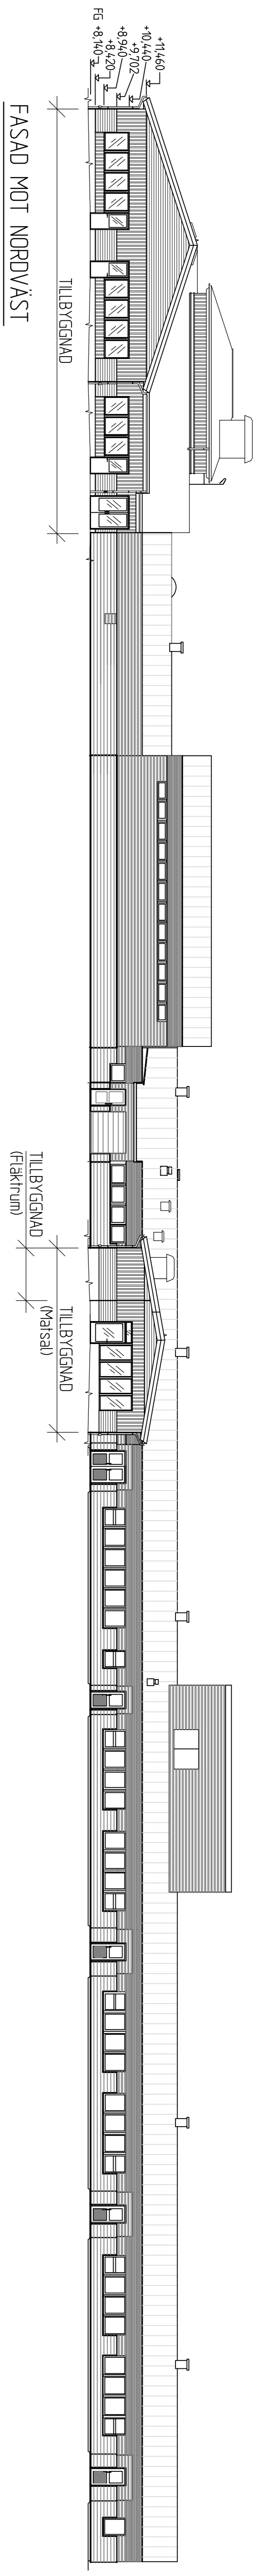 +11,460
+10,440
+9,702
+8,940
+8,420
FG +8,140
TILLBYGGNAD
FASAD MOT NORDVÄST
TILLBYGGNAD
(Fläktrum)
TILLBYGGNAD
(Matsal)